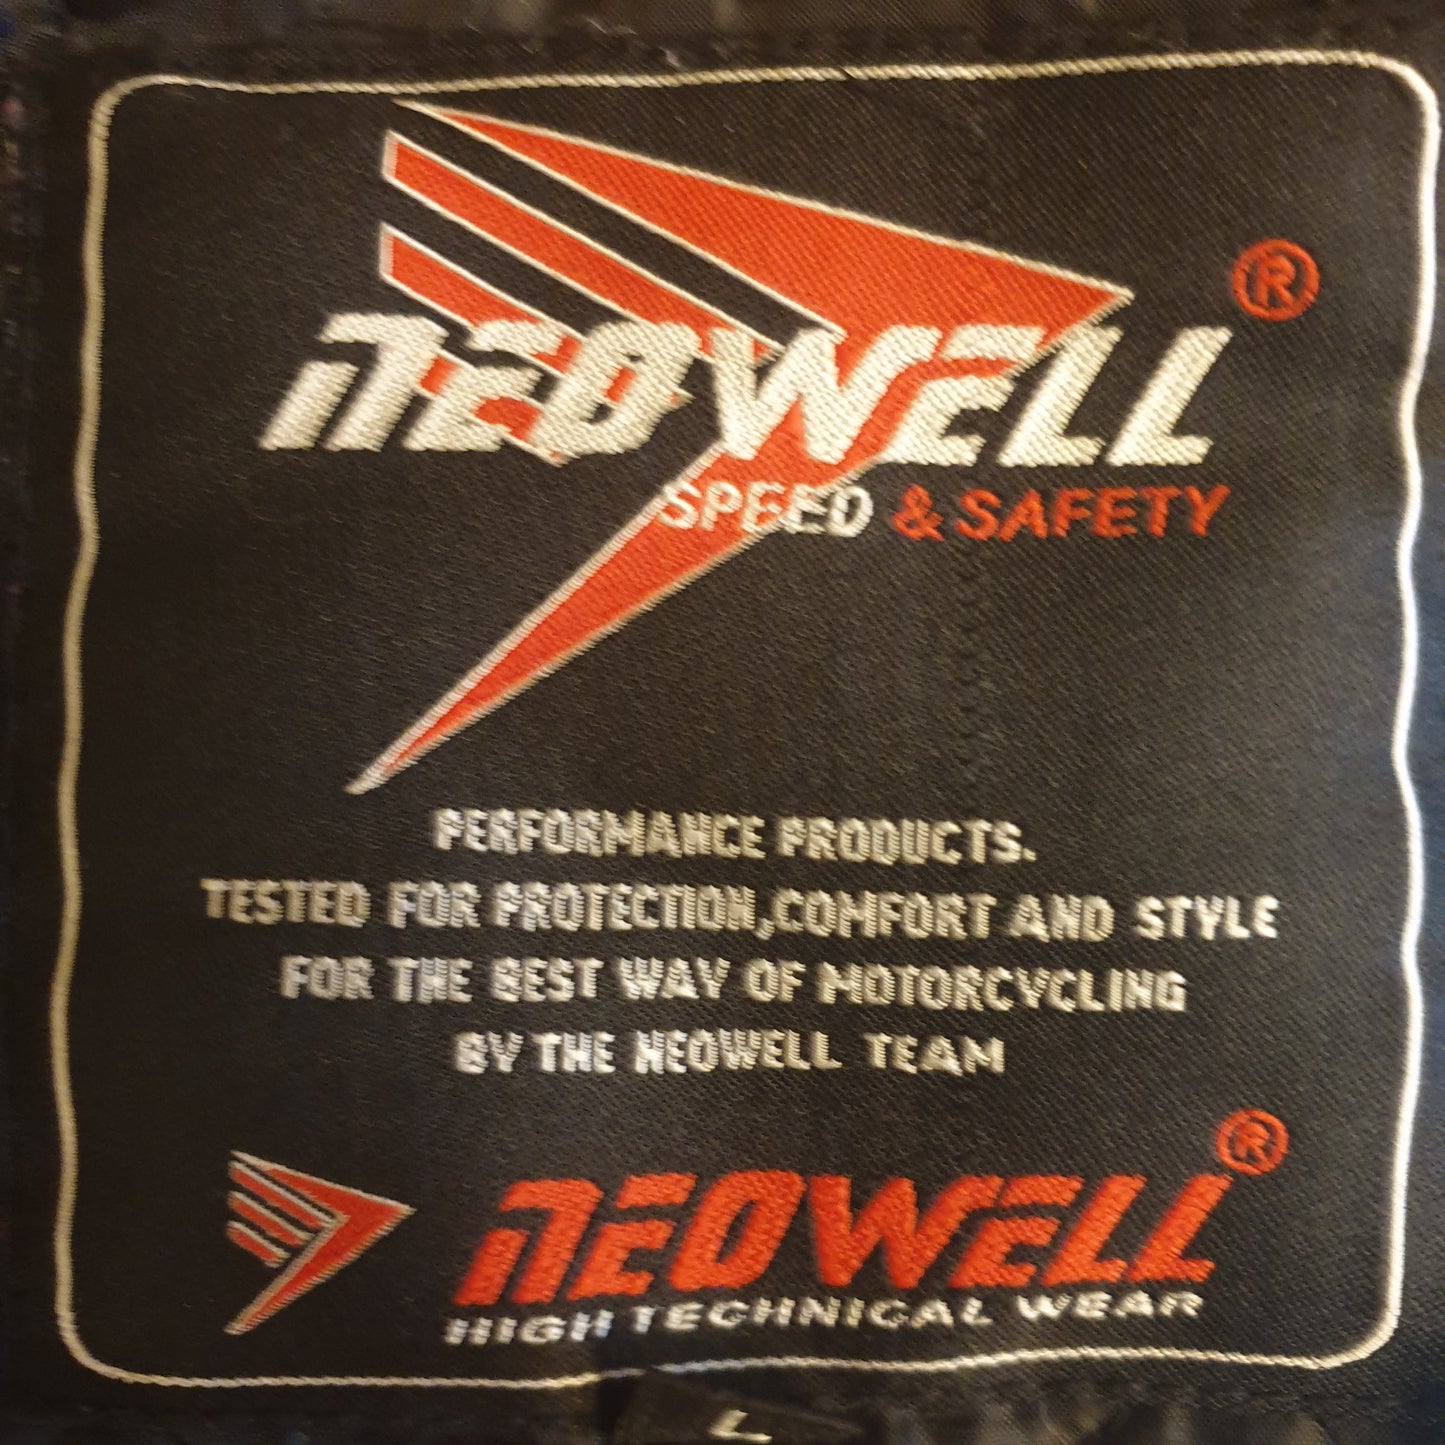 NEOWELL ®
SPEED & SAFETY
PERFORMANCE PRODUCTS.
TESTED FOR PROTECTION,COMFORT AND STYLE
FOR THE BEST WAY OF MOTORCYCLING
BY THE NEOWELL TEAM
NEOWELL ®
HIGH TECHNICAL WEAR
L